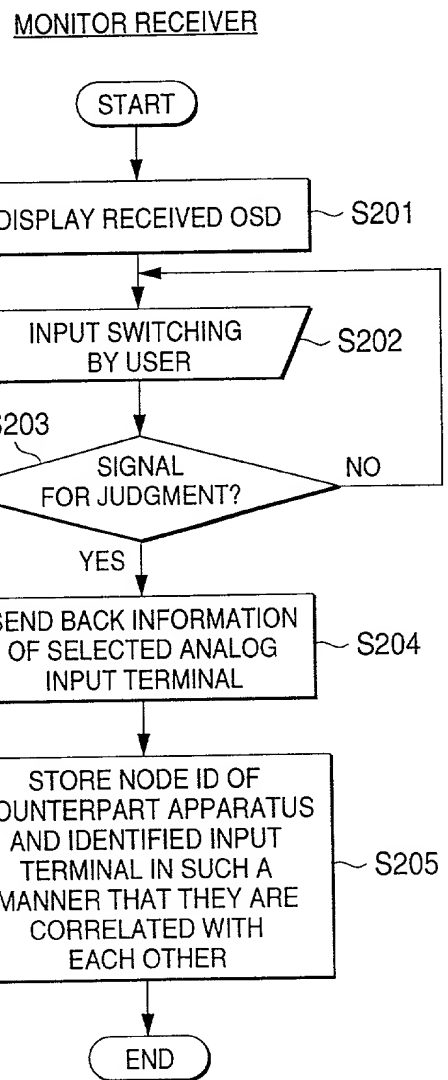 MONITOR RECEIVER
START
DISPLAY RECEIVED OSD
S201
INPUT SWITCHING
BY USER
S202
S203
SIGNAL
FOR JUDGMENT?
NO
YES
SEND BACK INFORMATION
OF SELECTED ANALOG
INPUT TERMINAL
S204
STORE NODE ID OF
COUNTERPART APPARATUS
AND IDENTIFIED INPUT
TERMINAL IN SUCH A
MANNER THAT THEY ARE
CORRELATED WITH
EACH OTHER
S205
END